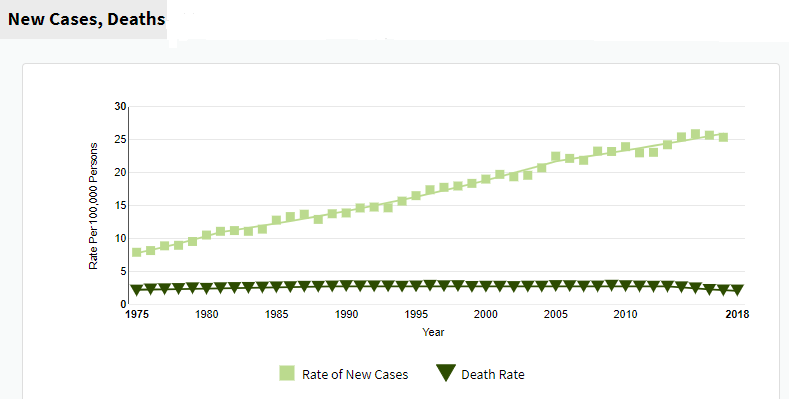 New Cases, Deaths
30
25
20
15
10
5
0
Rate Per 100,000 Persons
1975 1980 1985 1990 1995 2000 2005 2010 2018
Year
Rate of New Cases Death Rate